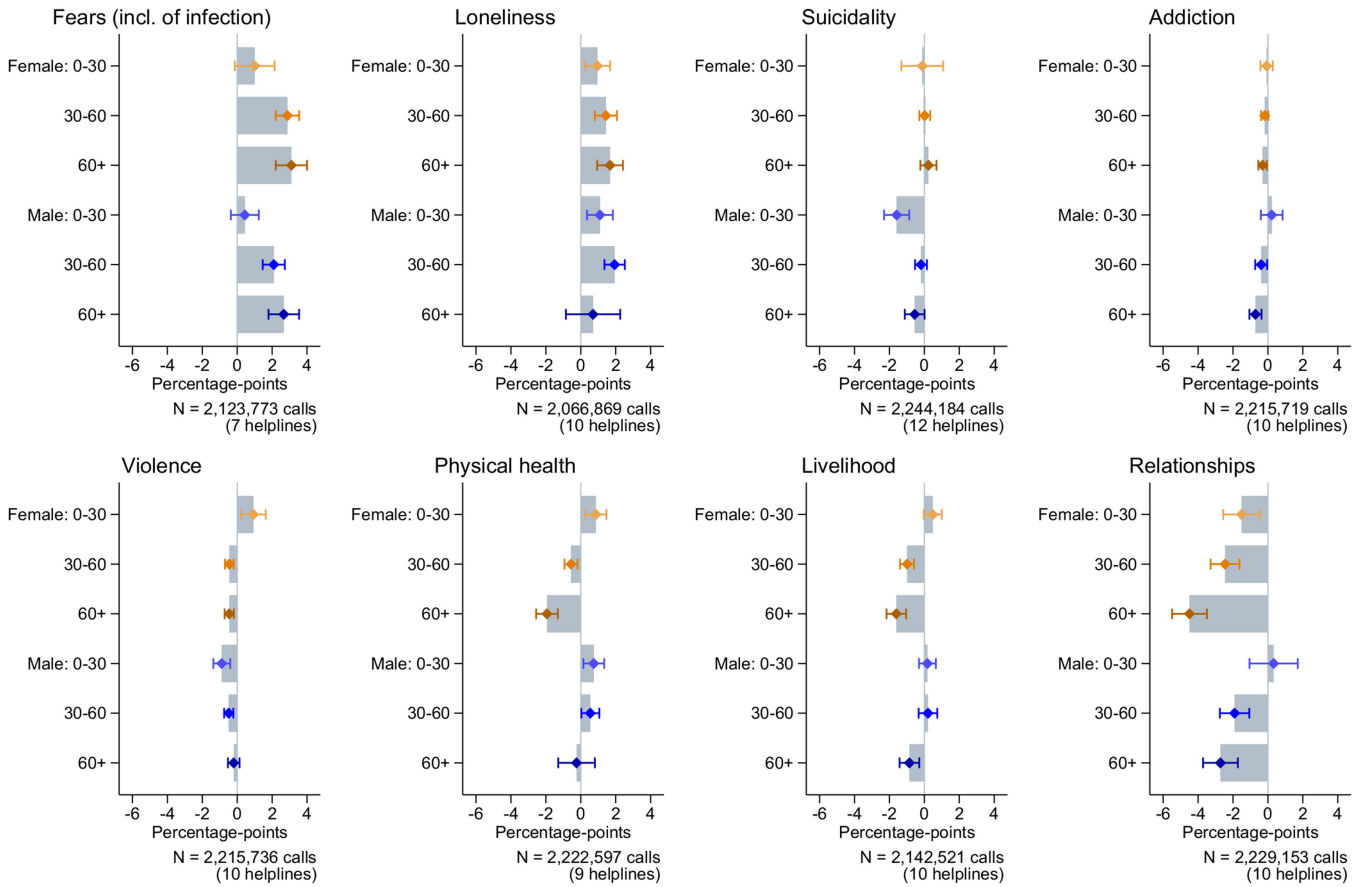 Fears (incl. of infection)
Female: 0-30
30-60
60+
Male: 0-30
30-60
60+
-6 -4 -2 0 2 4
Percentage-points
N = 2,123,773 calls
(7 helplines)
Loneliness
Female: 0-30
30-60
60+
Male: 0-30
30-60
60+
-6 -4 -2 0 2 4
Percentage-points
N = 2,066,869 calls
(10 helplines)
Suicidality
Female: 0-30
30-60
60+
Male: 0-30
30-60
60+
-6 -4 -2 0 2 4
Percentage-points
N = 2,244,184 calls
(12 helplines)
Addiction
Female: 0-30
30-60
60+
Male: 0-30
30-60
60+
-6 -4 -2 0 2 4
Percentage-points
N = 2,215,719 calls
(10 helplines)
Violence
Female: 0-30
30-60
60+
Male: 0-30
30-60
60+
-6 -4 -2 0 2 4
Percentage-points
N = 2,215,736 calls
(10 helplines)
Physical health
Female: 0-30
30-60
60+
Male: 0-30
30-60
60+
-6 -4 -2 0 2 4
Percentage-points
N = 2,222,597 calls
(9 helplines)
Livelihood
Female: 0-30
30-60
60+
Male: 0-30
30-60
60+
-6 -4 -2 0 2 4
Percentage-points
N = 2,142,521 calls
(10 helplines)
Relationships
Female: 0-30
30-60
60+
Male: 0-30
30-60
60+
-6 -4 -2 0 2 4
Percentage-points
N = 2,229,153 calls
(10 helplines)